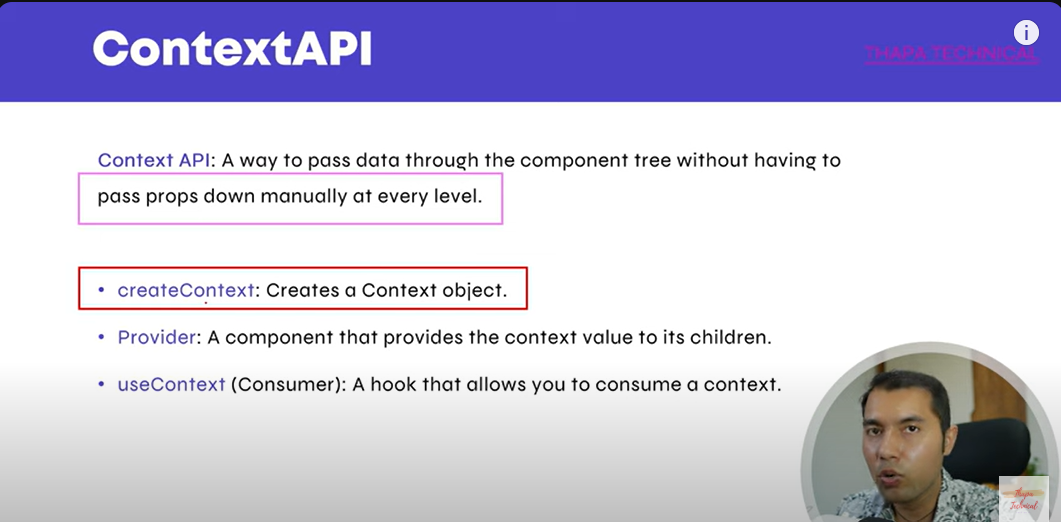 ContextAPI
i
THAPA TECHNICAL
Context API: A way to pass data through the component tree without having to
pass props down manually at every level.
• createContext: Creates a Context object.
• Provider: A component that provides the context value to its children.
• useContext (Consumer): A hook that allows you to consume a context.
Thapa
Technical